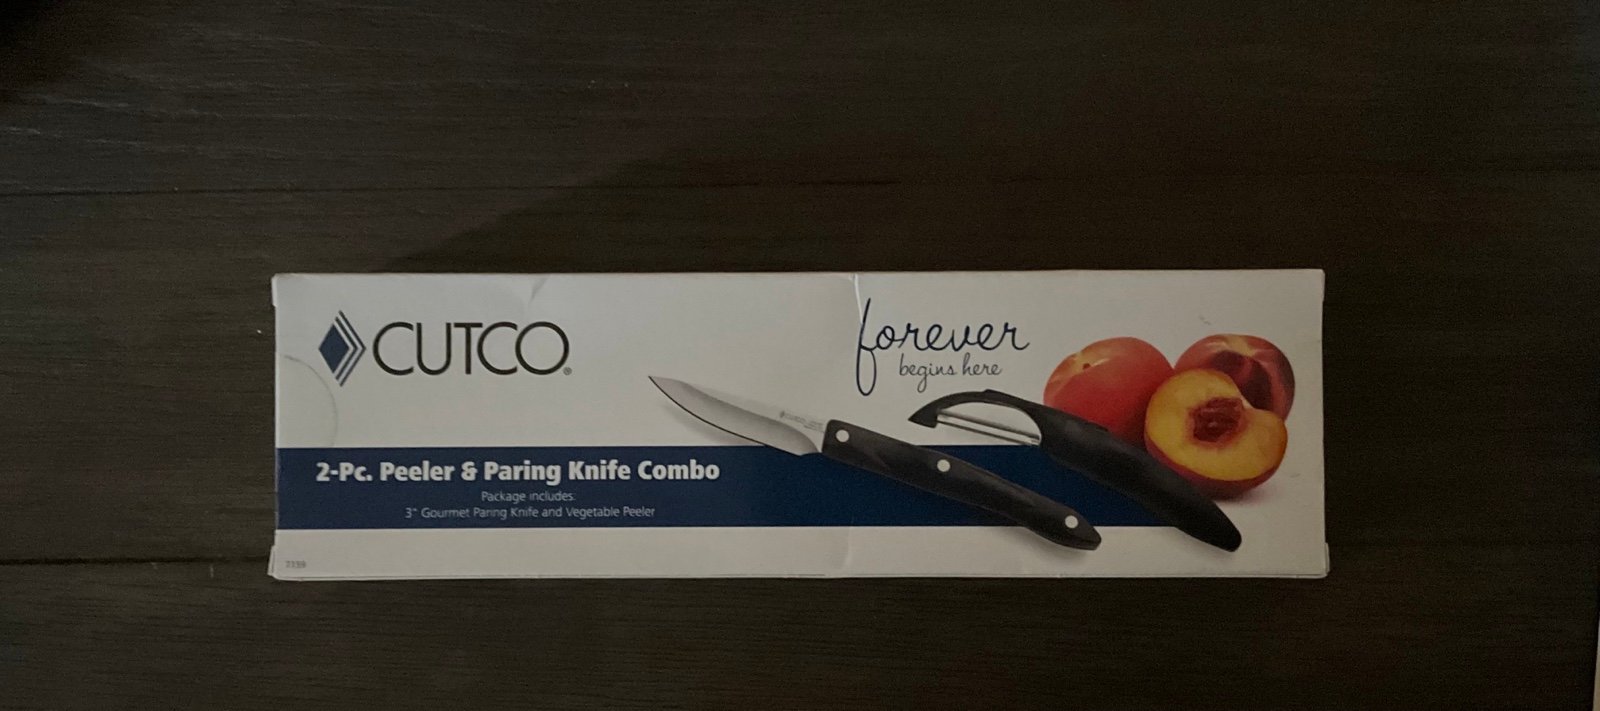 CUTCO®
forever
begins here
2-Pc. Peeler & Paring Knife Combo
Package includes:
3" Gourmet Paring Knife and Vegetable Peeler
CUTCO